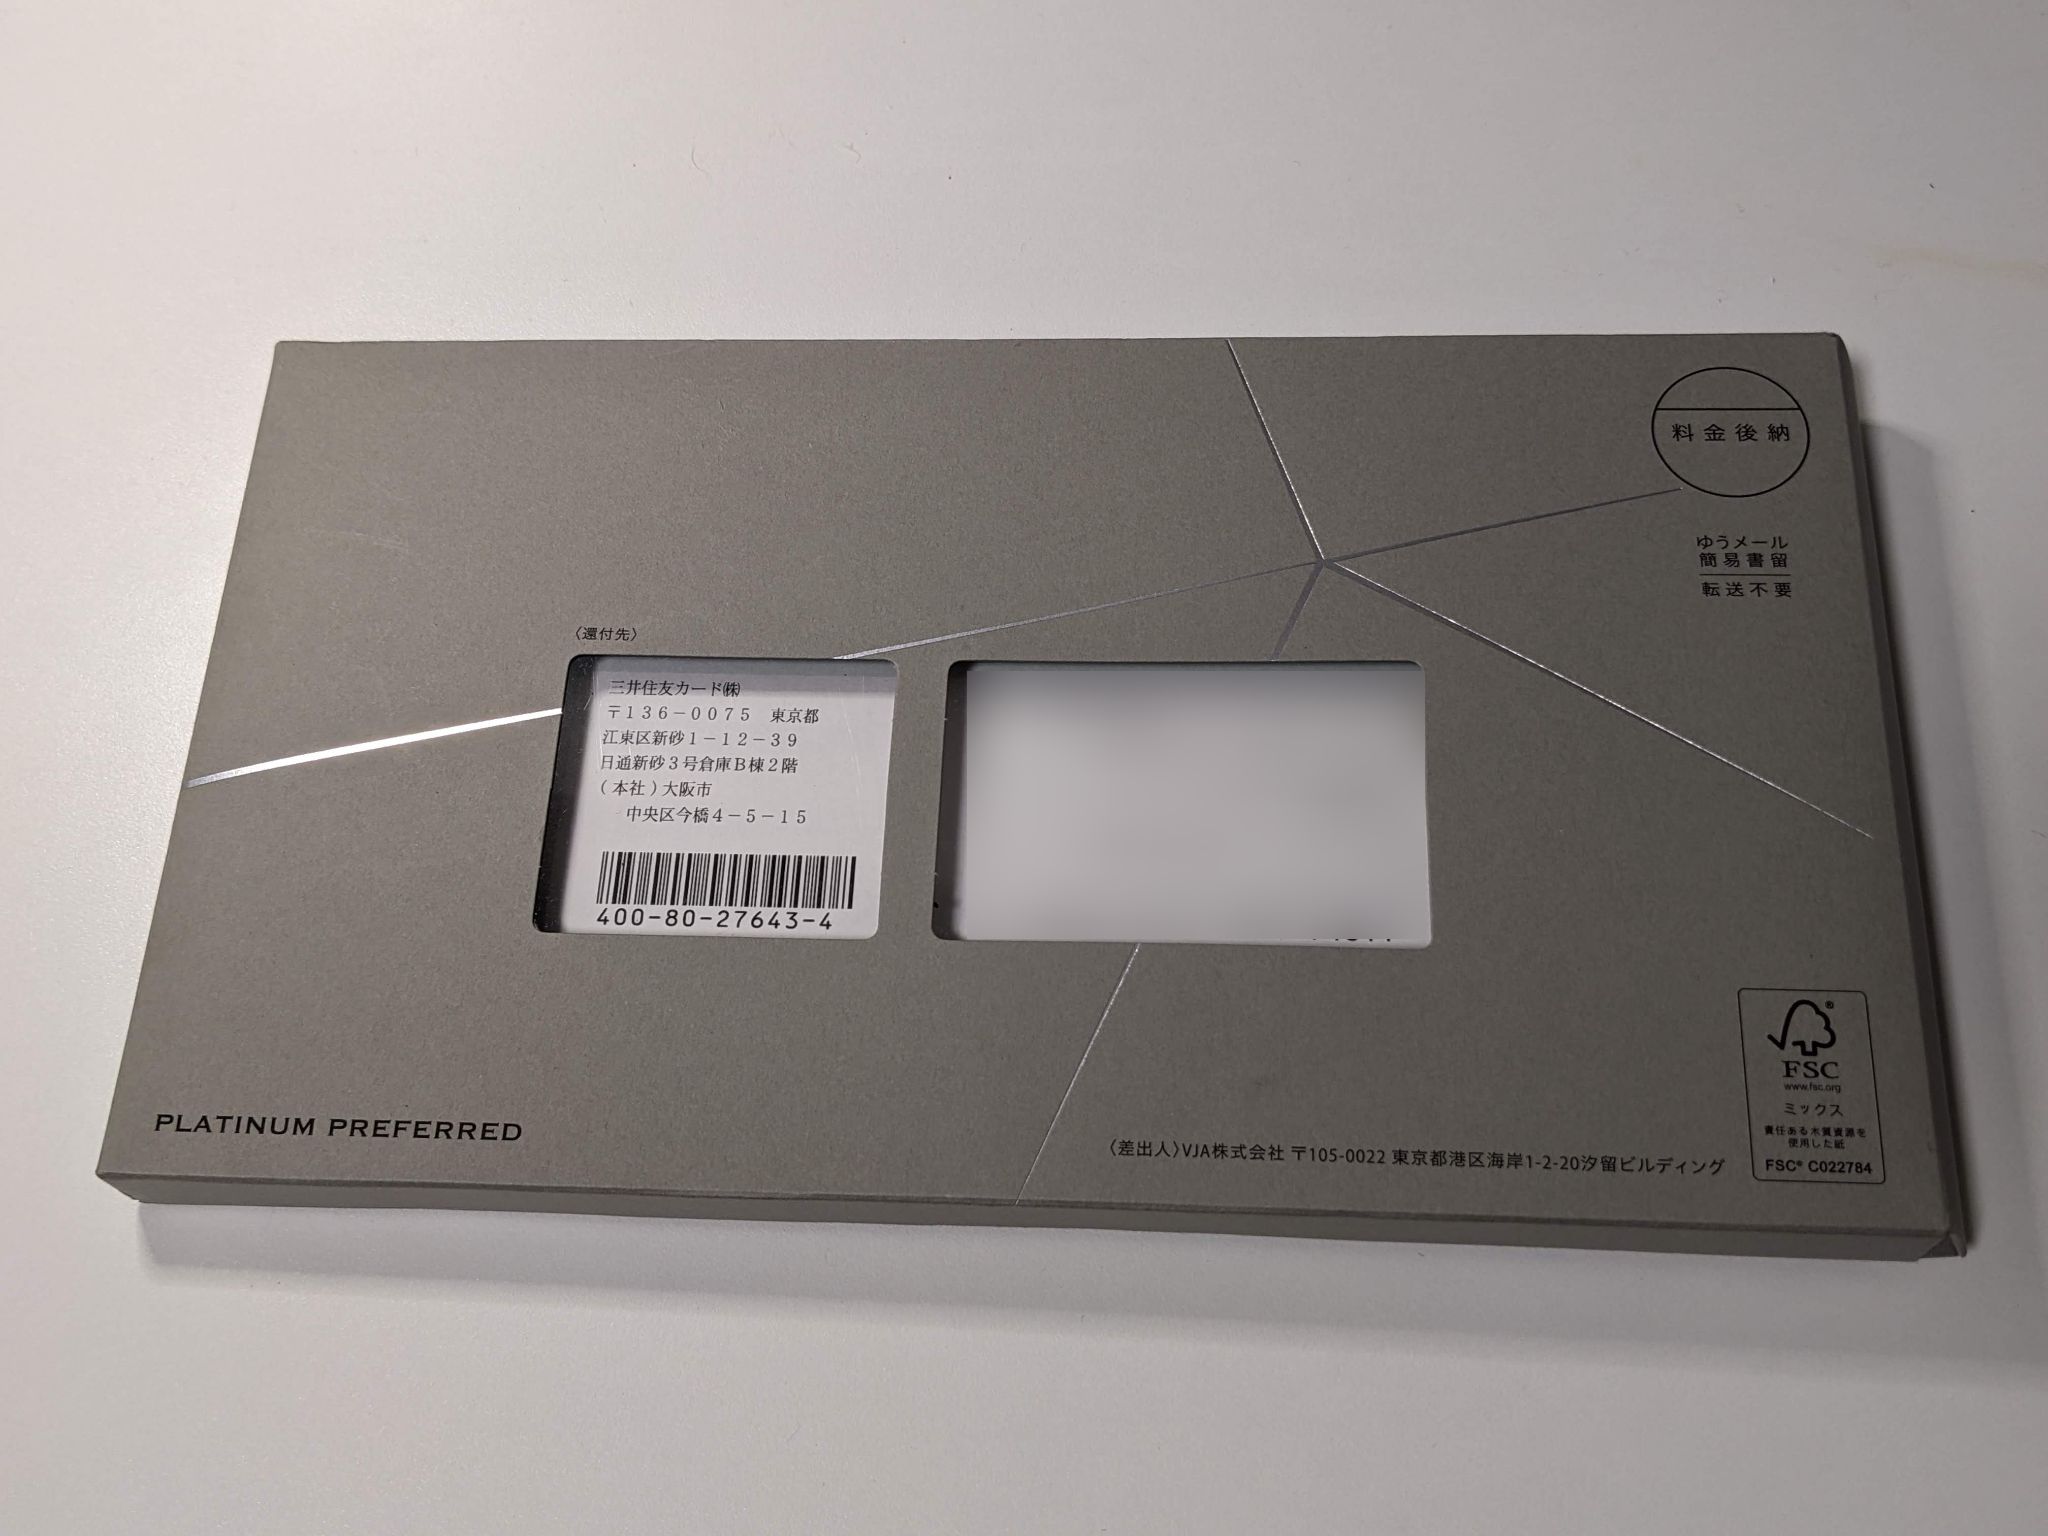 料金後納
ゆうメール
簡易書留
転送不要
〈還付先〉
三井住友カード㈱
〒136-0075 東京都
江東区新砂1-12-39
日通新砂3号倉庫B棟2階
(本社)大阪市
中央区今橋4-5-15
400-80-27643-4
PLATINUM PREFERRED
〈差出人〉VJA株式会社 〒105-0022 東京都港区海岸1-2-20汐留ビルディング
®
FSC
www.fsc.org
ミックス
責任ある木質資源を
使用した紙
FSC® C022784